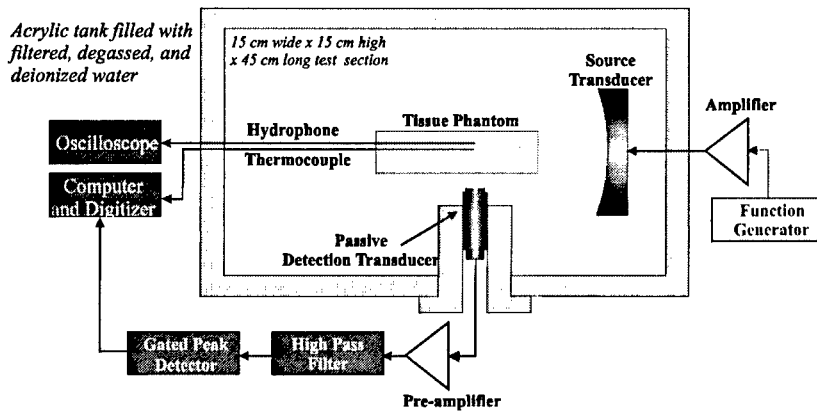 Acrylic tank filled with
filtered, degassed, and
deionized water
15 cm wide x 15 cm high
x 45 cm long test section
Source
Transducer
Amplifier
Tissue Phantom
Hydrophone
Thermocouple
Oscilloscope
Computer
and Digitizer
Function
Generator
Passive
Detection Transducer
Gated Peak
Detector
High Pass
Filter
Pre-amplifier